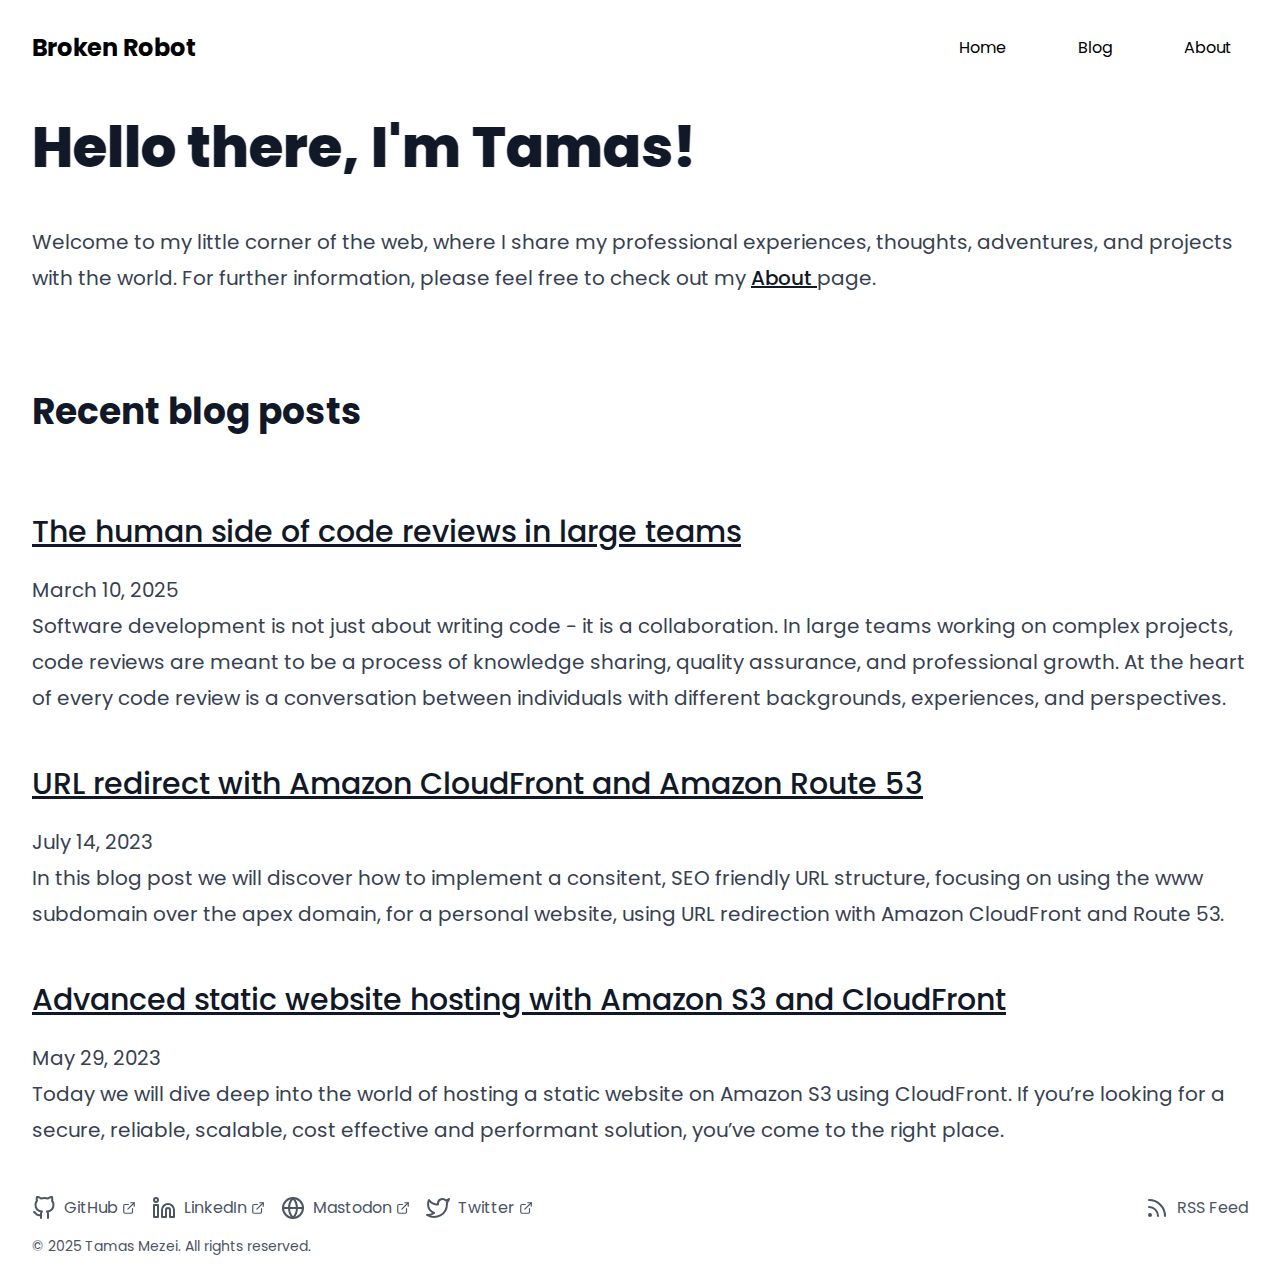 Broken Robot
Home
Blog
About
Hello there, I'm Tamas!
Welcome to my little corner of the web, where I share my professional experiences, thoughts, adventures, and projects
with the world. For further information, please feel free to check out my About page.
Recent blog posts
The human side of code reviews in large teams
March 10, 2025
Software development is not just about writing code - it is a collaboration. In large teams working on complex projects,
code reviews are meant to be a process of knowledge sharing, quality assurance, and professional growth. At the heart
of every code review is a conversation between individuals with different backgrounds, experiences, and perspectives.
URL redirect with Amazon CloudFront and Amazon Route 53
July 14, 2023
In this blog post we will discover how to implement a consitent, SEO friendly URL structure, focusing on using the www
subdomain over the apex domain, for a personal website, using URL redirection with Amazon CloudFront and Route 53.
Advanced static website hosting with Amazon S3 and CloudFront
May 29, 2023
Today we will dive deep into the world of hosting a static website on Amazon S3 using CloudFront. If you’re looking for a
secure, reliable, scalable, cost effective and performant solution, you’ve come to the right place.
GitHub
LinkedIn
Mastodon
Twitter
RSS Feed
© 2025 Tamas Mezei. All rights reserved.